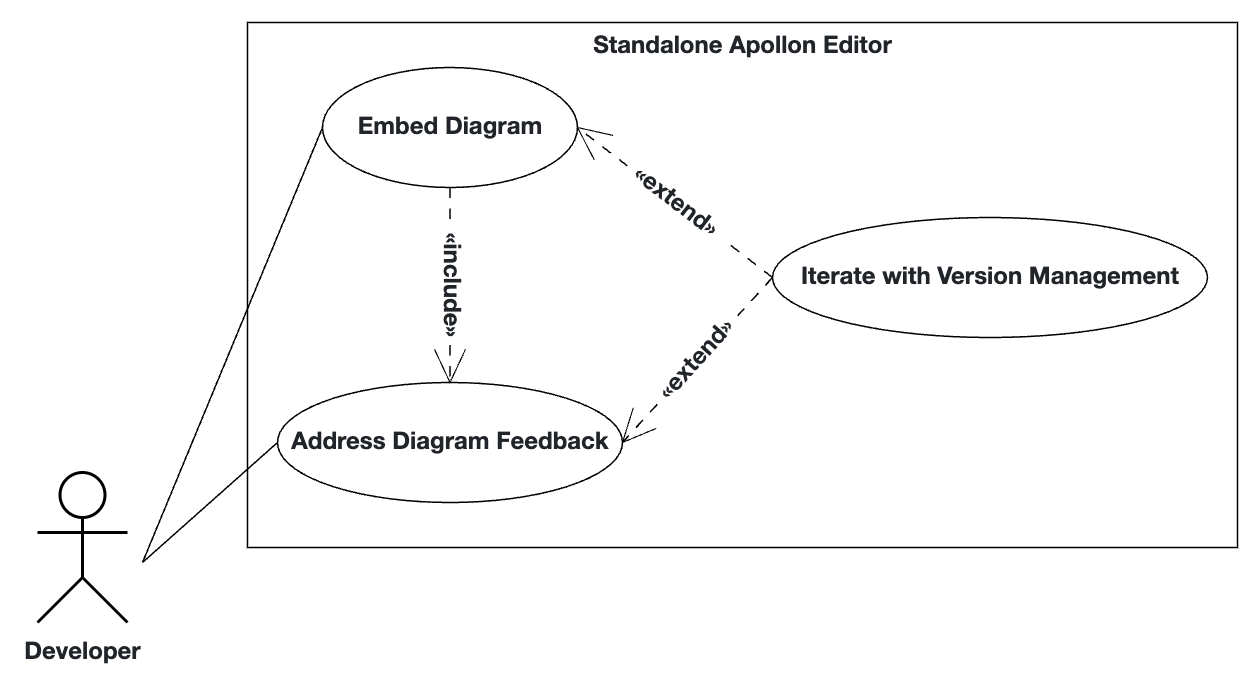 Standalone Apollon Editor
Embed Diagram
«extend»
«include»
Iterate with Version Management
«extend»
Address Diagram Feedback
Developer